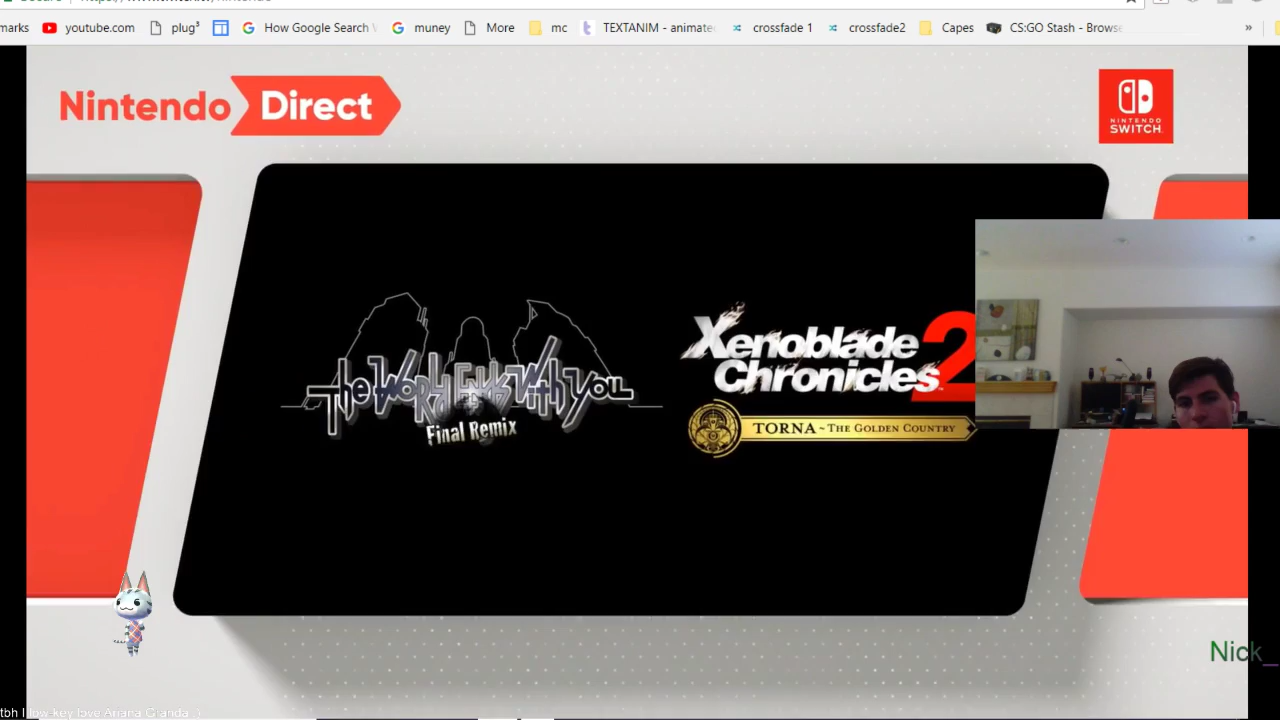 marks
youtube.com
plug³
How Google Search
muney
More
mc
TEXTANIM - animate
crossfade 1
crossfade2
Capes
CS:GO Stash - Browse
»
Nintendo Direct
NINTENDO
SWITCH
The World Ends With You
Final Remix
Xenoblade
Chronicles 2
TORNA ~ THE GOLDEN COUNTRY
Nick_
tbh I low-key love Ariana Granda :)